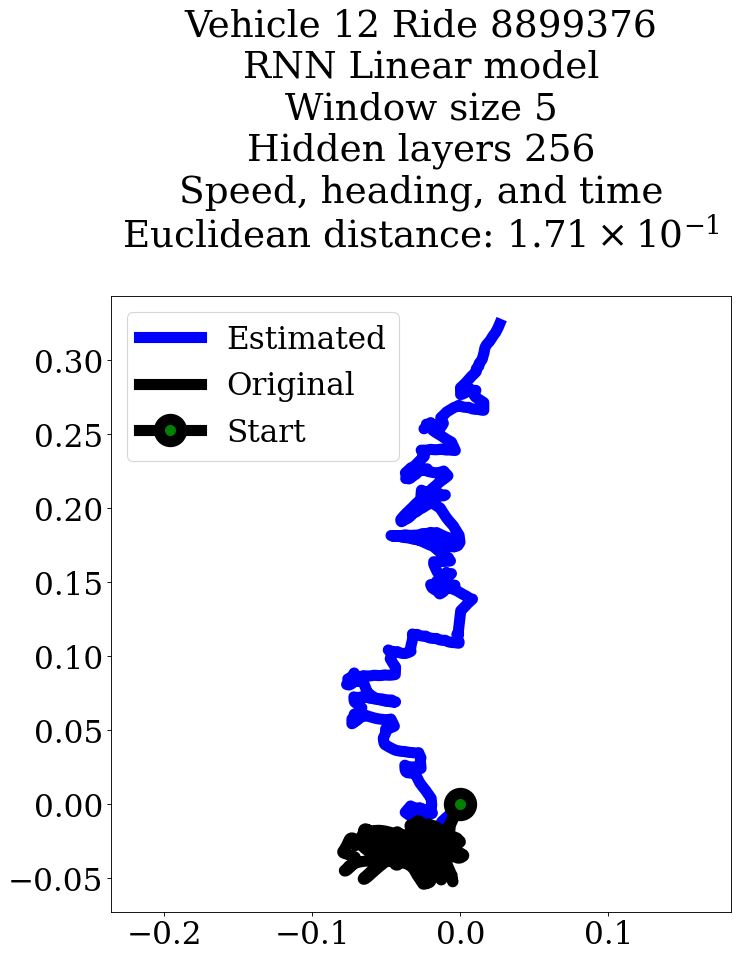 Vehicle 12 Ride 8899376
RNN Linear model
Window size 5
Hidden layers 256
Speed, heading, and time
Euclidean distance: 1.71 × 10⁻¹
Estimated
Original
Start
0.30
0.25
0.20
0.15
0.10
0.05
0.00
−0.05
−0.2
−0.1
0.0
0.1